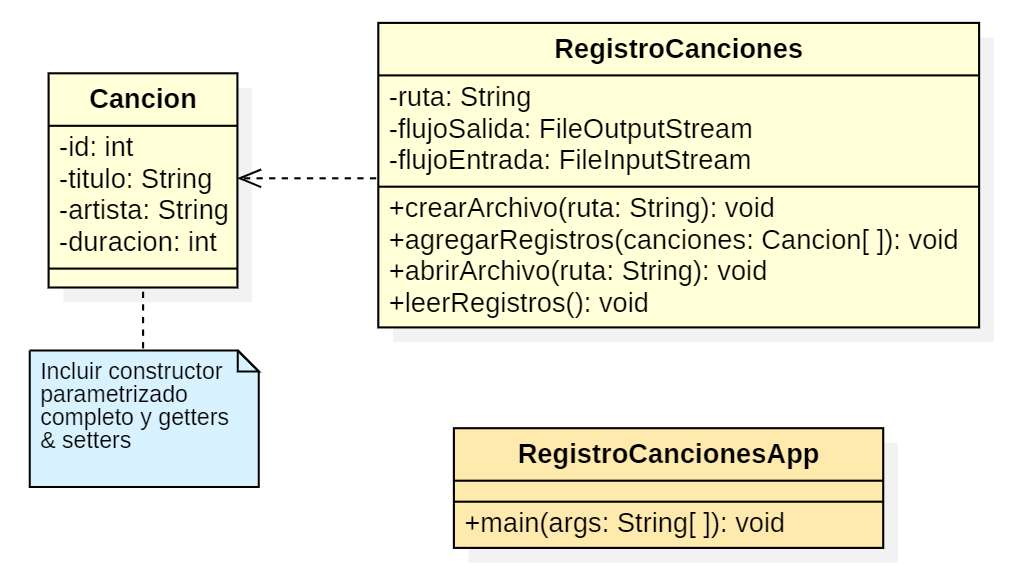 Cancion
-id: int
-titulo: String
-artista: String
-duracion: int
Incluir constructor
parametrizado
completo y getters
& setters
RegistroCanciones
-ruta: String
-flujoSalida: FileOutputStream
-flujoEntrada: FileInputStream
+crearArchivo(ruta: String): void
+agregarRegistros(canciones: Cancion[ ]): void
+abrirArchivo(ruta: String): void
+leerRegistros(): void
RegistroCancionesApp
+main(args: String[ ]): void